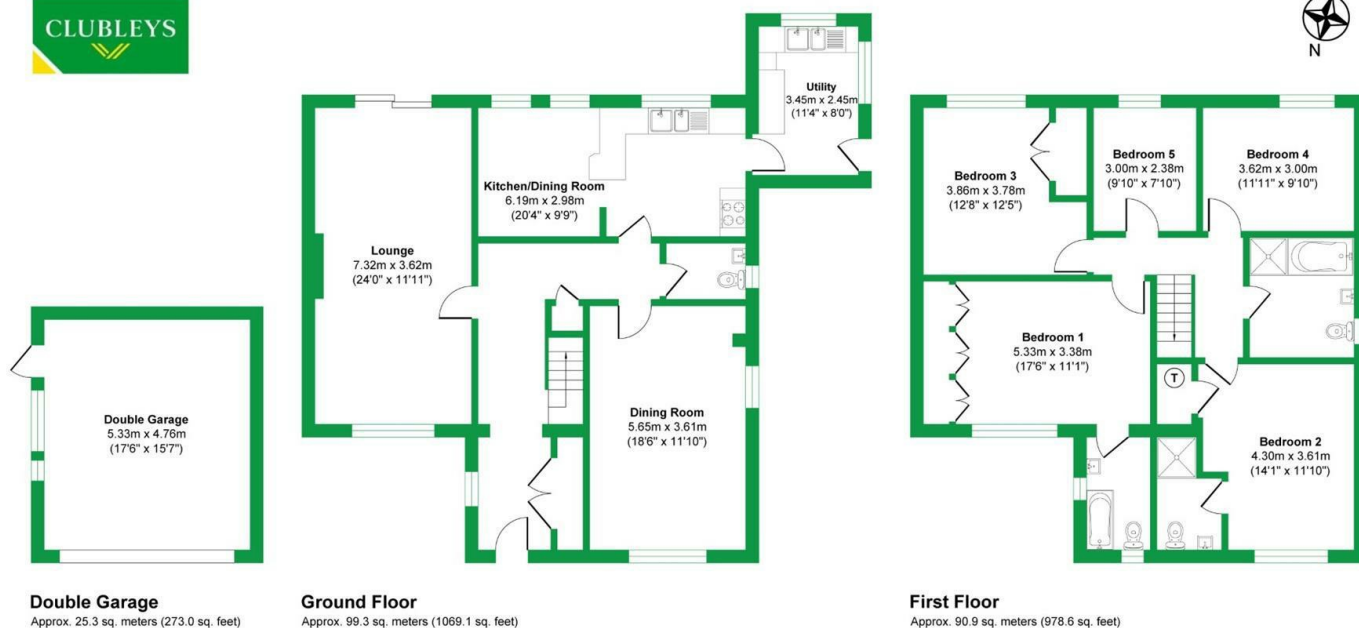 CLUBLEYS
N
Utility
3.45m x 2.45m
(11'4" x 8'0")
Kitchen/Dining Room
6.19m x 2.98m
(20'4" x 9'9")
Lounge
7.32m x 3.62m
(24'0" x 11'11")
Dining Room
5.65m x 3.61m
(18'6" x 11'10")
Double Garage
5.33m x 4.76m
(17'6" x 15'7")
Bedroom 3
3.86m x 3.78m
(12'8" x 12'5")
Bedroom 5
3.00m x 2.38m
(9'10" x 7'10")
Bedroom 4
3.62m x 3.00m
(11'11" x 9'10")
Bedroom 1
5.33m x 3.38m
(17'6" x 11'1")
T
Bedroom 2
4.30m x 3.61m
(14'1" x 11'10")
Double Garage
Approx. 25.3 sq. meters (273.0 sq. feet)
Ground Floor
Approx. 99.3 sq. meters (1069.1 sq. feet)
First Floor
Approx. 90.9 sq. meters (978.6 sq. feet)